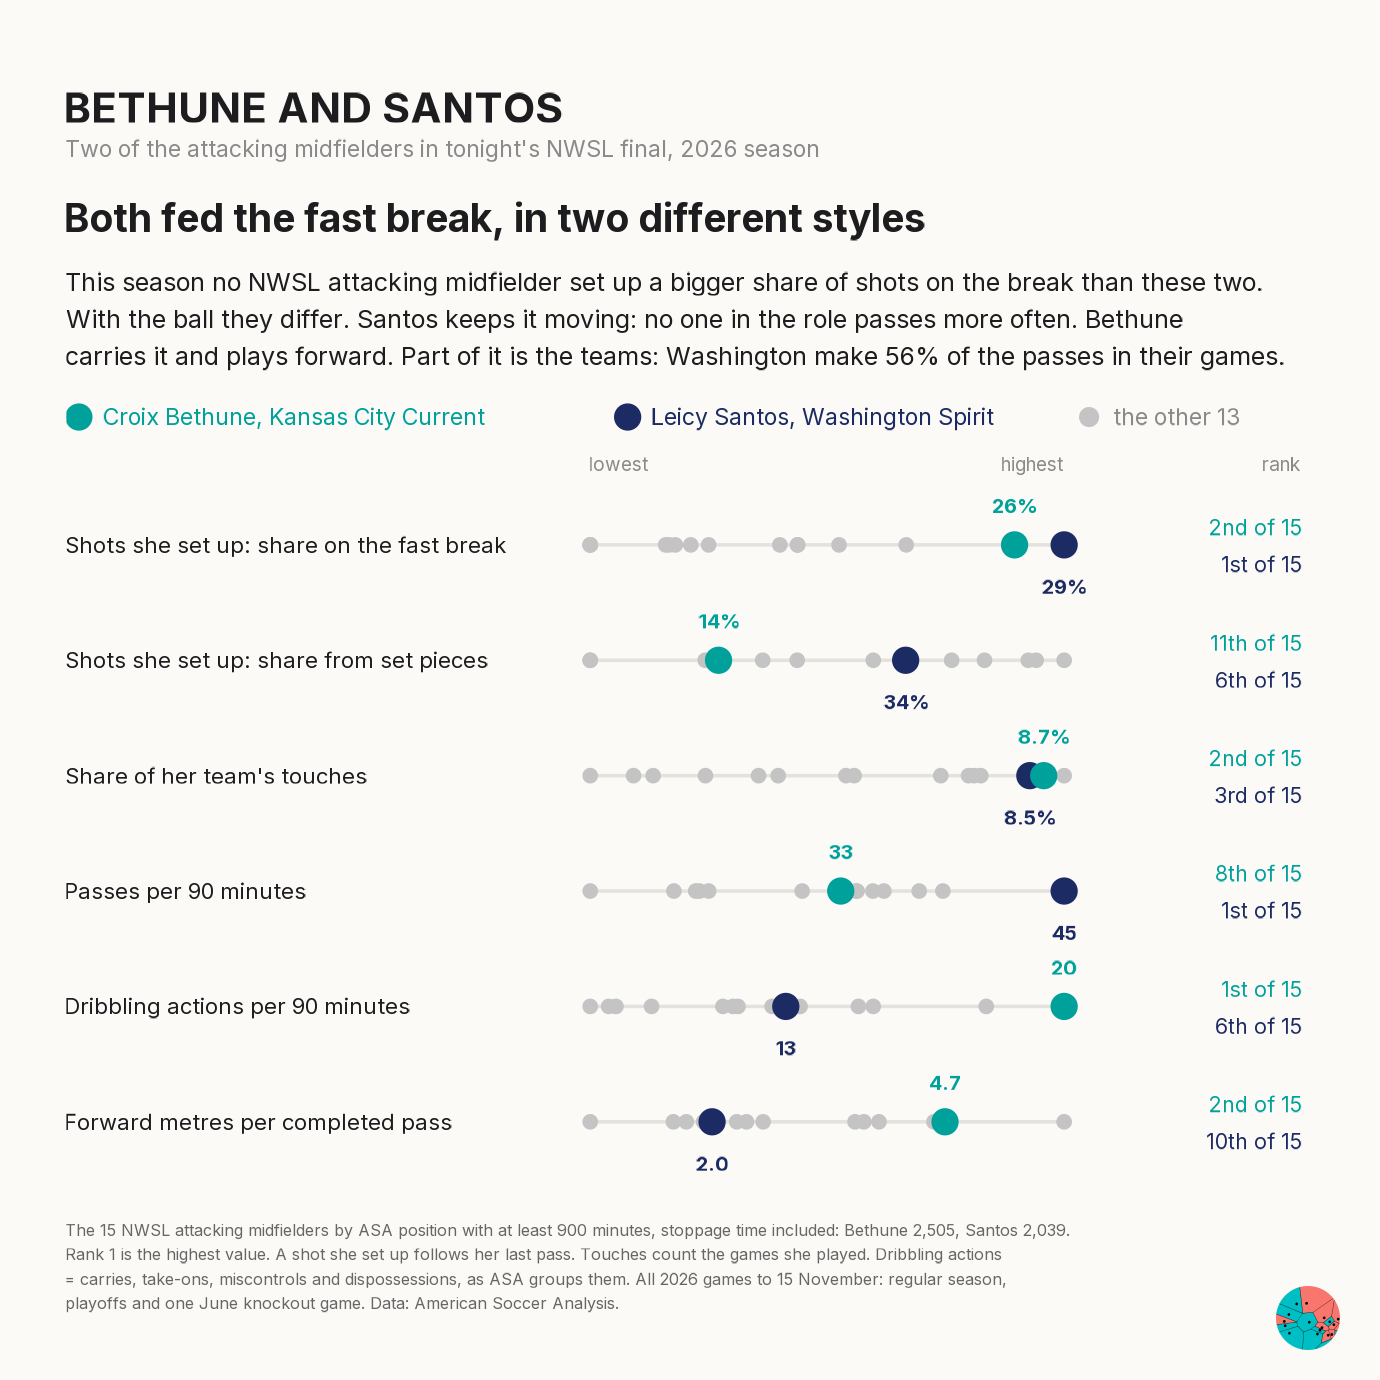 BETHUNE AND SANTOS
Two of the attacking midfielders in tonight's NWSL final, 2026 season
Both fed the fast break, in two different styles
This season no NWSL attacking midfielder set up a bigger share of shots on the break than these two.
With the ball they differ. Santos keeps it moving: no one in the role passes more often. Bethune
carries it and plays forward. Part of it is the teams: Washington make 56% of the passes in their games.
Croix Bethune, Kansas City Current
Leicy Santos, Washington Spirit
the other 13
lowest
highest
rank
Shots she set up: share on the fast break
26%
29%
2nd of 15
1st of 15
Shots she set up: share from set pieces
14%
34%
11th of 15
6th of 15
Share of her team's touches
8.7%
8.5%
2nd of 15
3rd of 15
Passes per 90 minutes
33
45
8th of 15
1st of 15
Dribbling actions per 90 minutes
20
13
1st of 15
6th of 15
Forward metres per completed pass
4.7
2.0
2nd of 15
10th of 15
The 15 NWSL attacking midfielders by ASA position with at least 900 minutes, stoppage time included: Bethune 2,505, Santos 2,039.
Rank 1 is the highest value. A shot she set up follows her last pass. Touches count the games she played. Dribbling actions
= carries, take-ons, miscontrols and dispossessions, as ASA groups them. All 2026 games to 15 November: regular season,
playoffs and one June knockout game. Data: American Soccer Analysis.